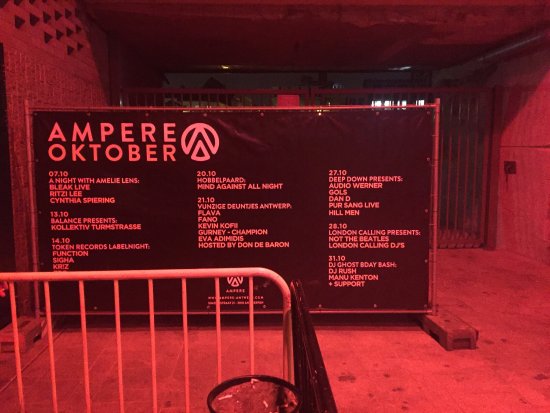 AMPERE
OKTOBER
07.10
A NIGHT WITH AMELIE LENS:
BLEAK LIVE
RITZI LEE
CYNTHIA SPIERING
13.10
BALANCE PRESENTS:
KOLLEKTIV TURMSTRASSE
14.10
TOKEN RECORDS LABELNIGHT:
FUNCTION
SIGHA
KRIZ
20.10
HOBBELPAARD:
MIND AGAINST ALL NIGHT
21.10
VUNZIGE DEUNTJES ANTWERP:
FLAVA
FANO
KEVIN KOFII
GURNEY - CHAMPION
EVA ADIMIDIS
HOSTED BY DON DE BARON
27.10
DEEP DOWN PRESENTS:
AUDIO WERNER
GOLS
DAN D
PUR SANG LIVE
HILL MEN
28.10
LONDON CALLING PRESENTS:
NOT THE BEATLES
LONDON CALLING DJ'S
31.10
DJ GHOST BDAY BASH:
DJ RUSH
MANU KENTON
+ SUPPORT
AMPERE
WWW.AMPERE-ANTWERP.COM